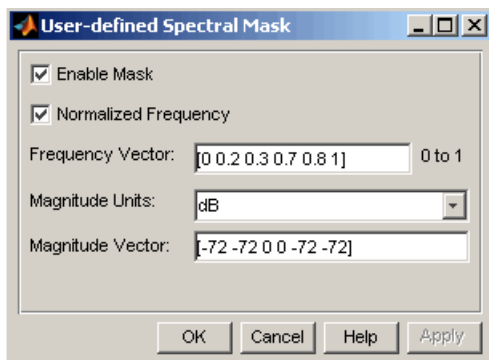 User-defined Spectral Mask
Enable Mask
Normalized Frequency
Frequency Vector: [0 0.2 0.3 0.7 0.8 1] 0 to 1
Magnitude Units: dB
Magnitude Vector: [-72 -72 0 0 -72 -72]
OK Cancel Help Apply